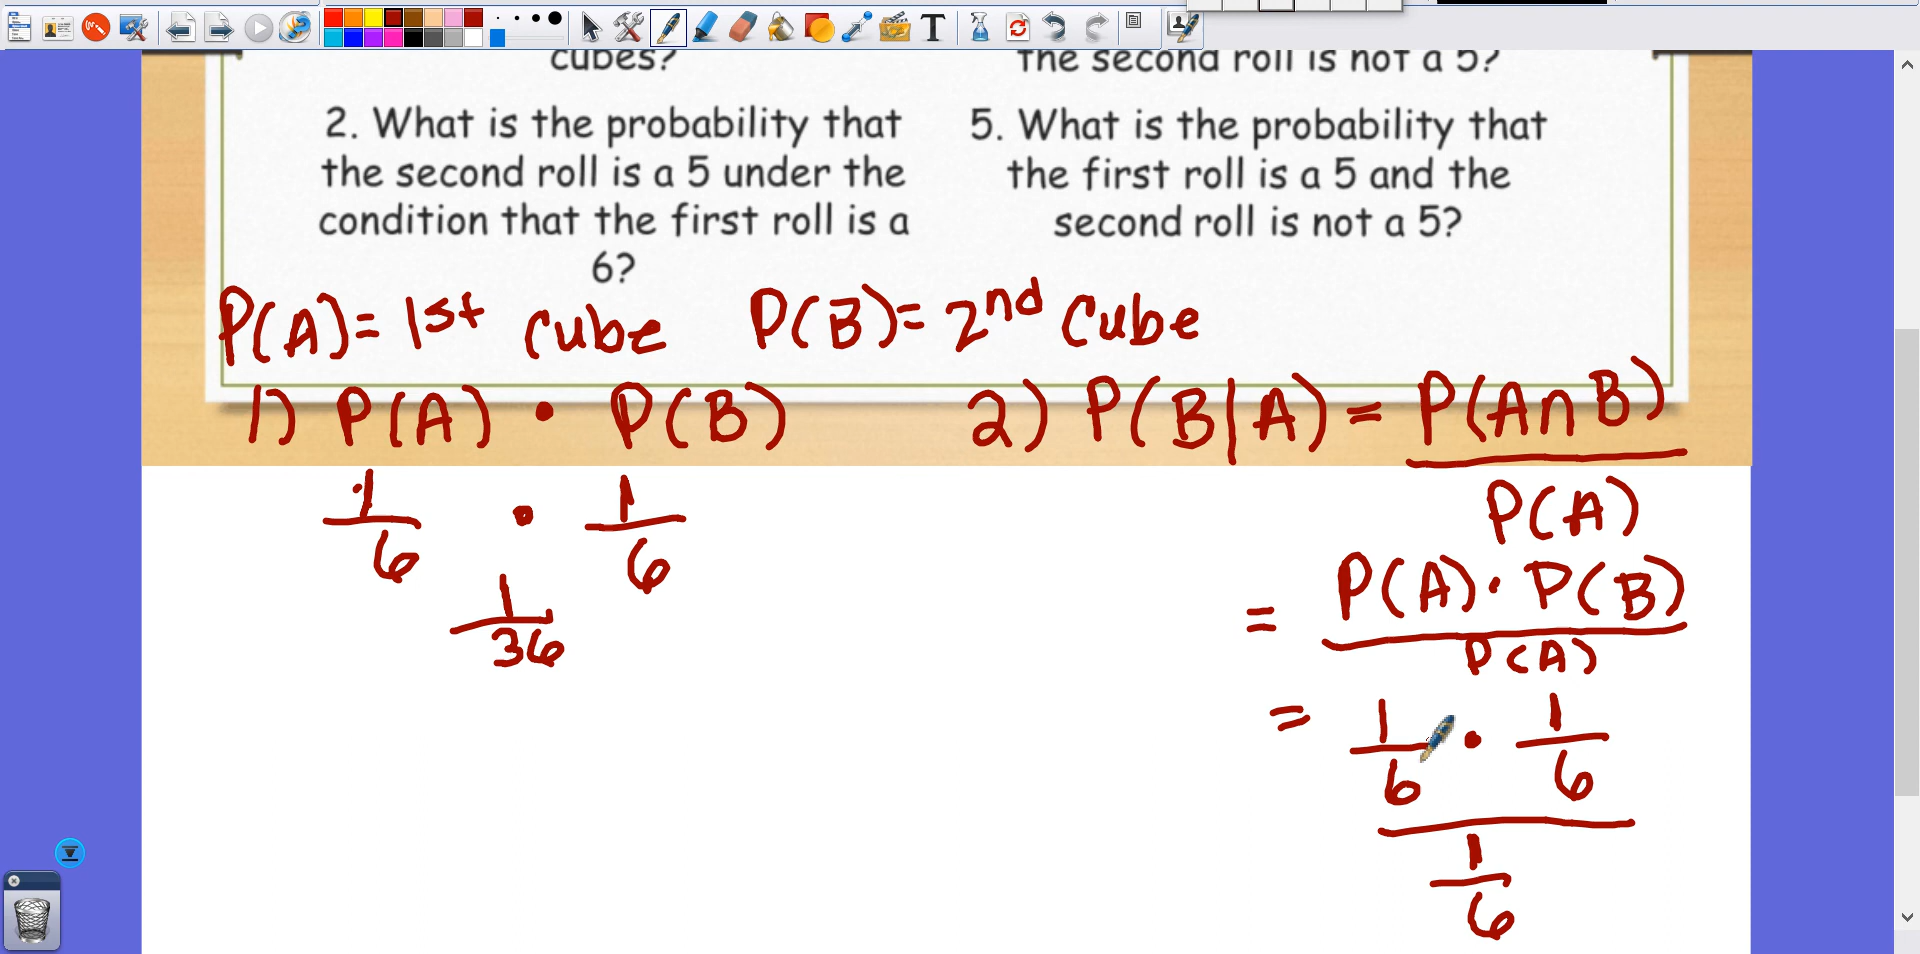 cubes?
2. What is the probability that
the second roll is a 5 under the
condition that the first roll is a
6?
the second roll is not a 5?
5. What is the probability that
the first roll is a 5 and the
second roll is not a 5?
P(A)= 1st cube P(B)= 2nd cube
1) P(A) • P(B)
1/6 • 1/6
1/36
2) P(B|A) = P(A∩B)
P(A)
= P(A)·P(B)
P(A)
= 1/6 • 1/6
1/6